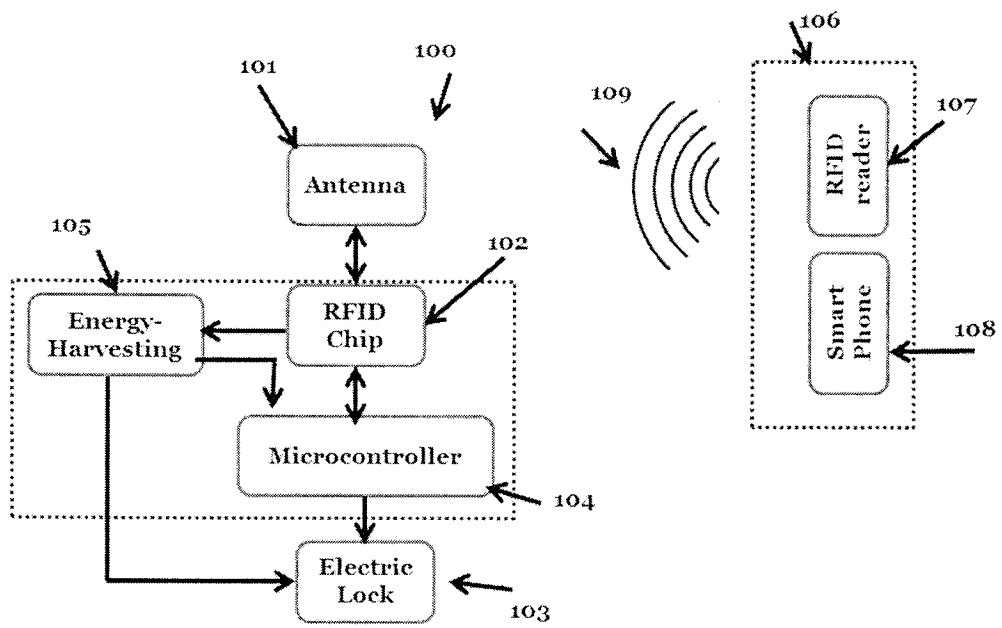 106
100
101
109
107
Antenna
RFID
reader
105
102
Energy-
Harvesting
RFID
Chip
Smart
Phone
108
Microcontroller
104
Electric
Lock
103